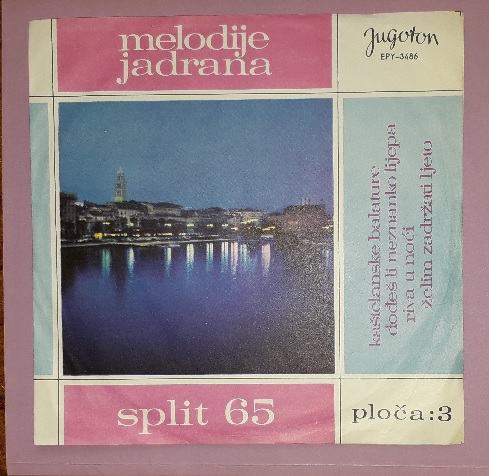 melodije
jadrana
Jugoton
EPY-3486
kaštelanske balature
dođeš li neznanko lijepa
riva u noći
želim zadržati ljeto
split 65
ploča:3